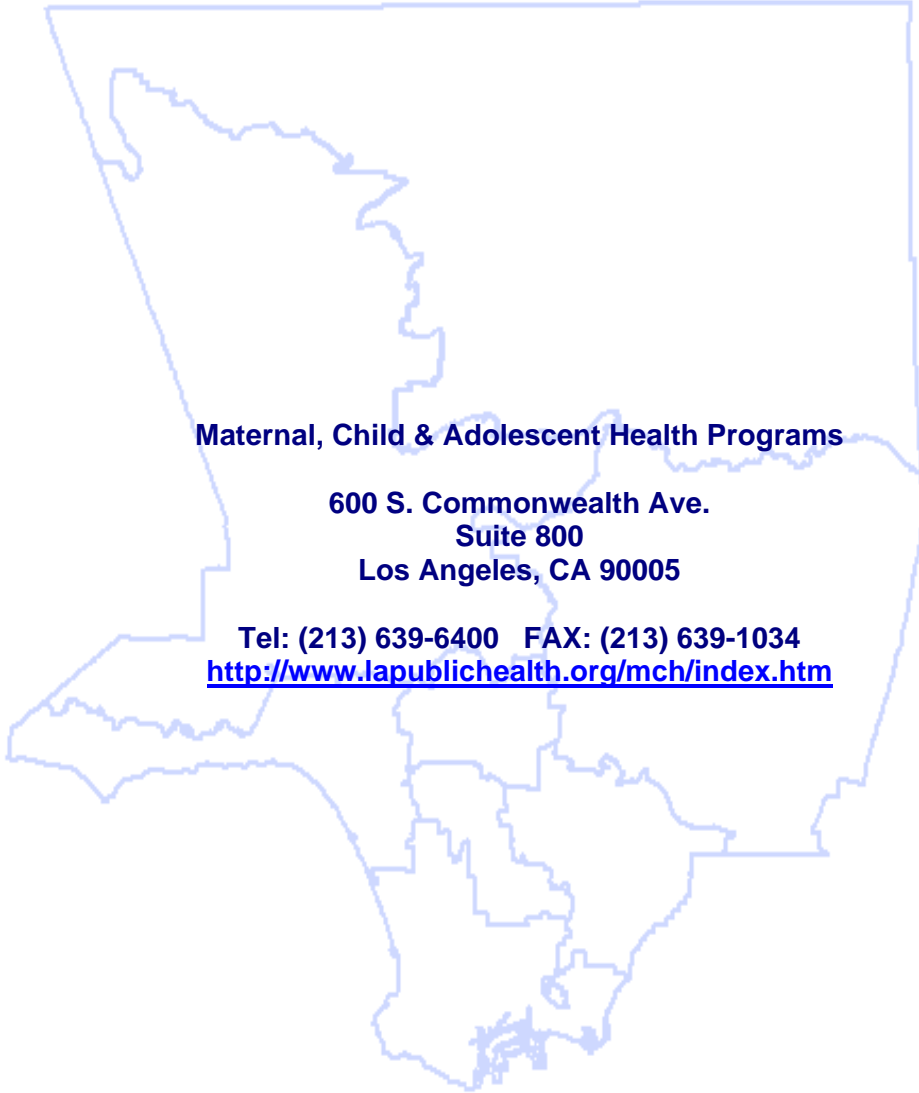 Maternal, Child & Adolescent Health Programs
600 S. Commonwealth Ave.
Suite 800
Los Angeles, CA 90005
Tel: (213) 639-6400 FAX: (213) 639-1034
http://www.lapublichealth.org/mch/index.htm